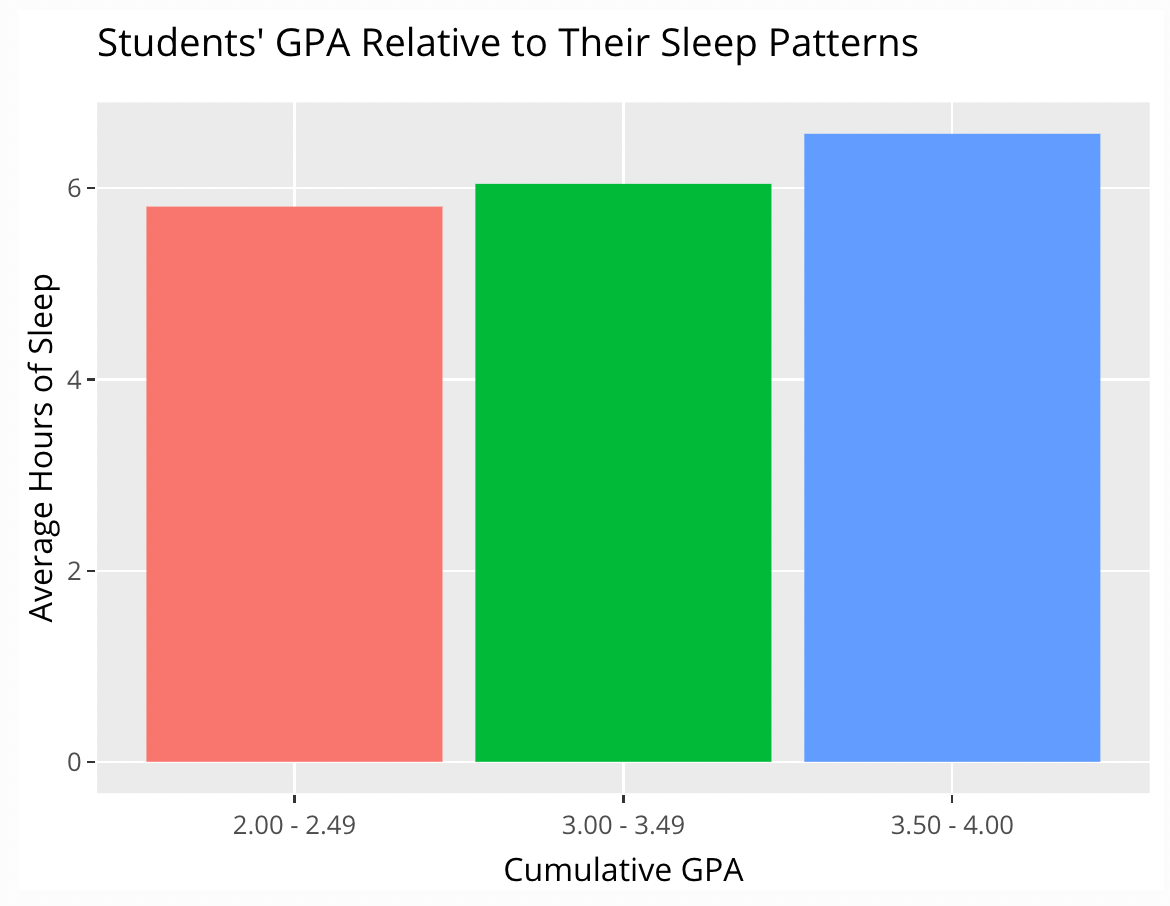 Students' GPA Relative to Their Sleep Patterns
Average Hours of Sleep
6
4
2
0
2.00 - 2.49
3.00 - 3.49
3.50 - 4.00
Cumulative GPA